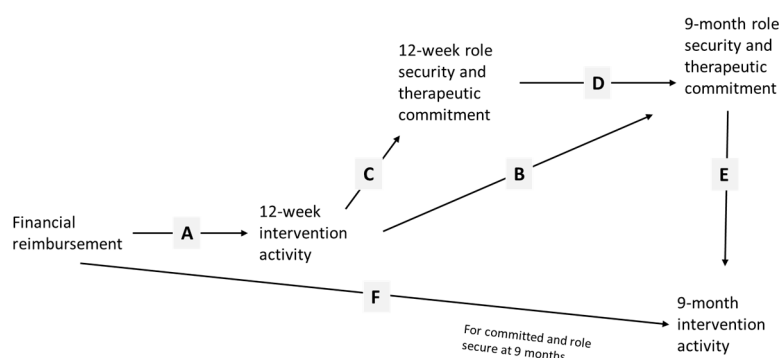 9-month role
security and
therapeutic
commitment
12-week role
security and
therapeutic
commitment
D
C
B
E
12-week
intervention
activity
Financial
reimbursement
A
F
9-month
intervention
activity
For committed and role
secure at 9 months